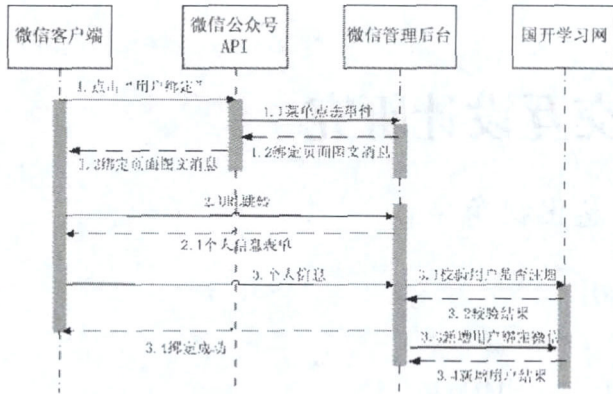 微信客户端
微信公众号
API
微信管理后台
国开学习网
1.点击“用户绑定”
1.1菜单点击事件
1.2绑定页面图文消息
1.3绑定页面图文消息
2.URL跳转
2.1个人信息表单
3.个人信息
3.1校验用户是否注册
3.2校验结果
3.3新增用户绑定微信
3.4绑定成功
3.4新增用户结果